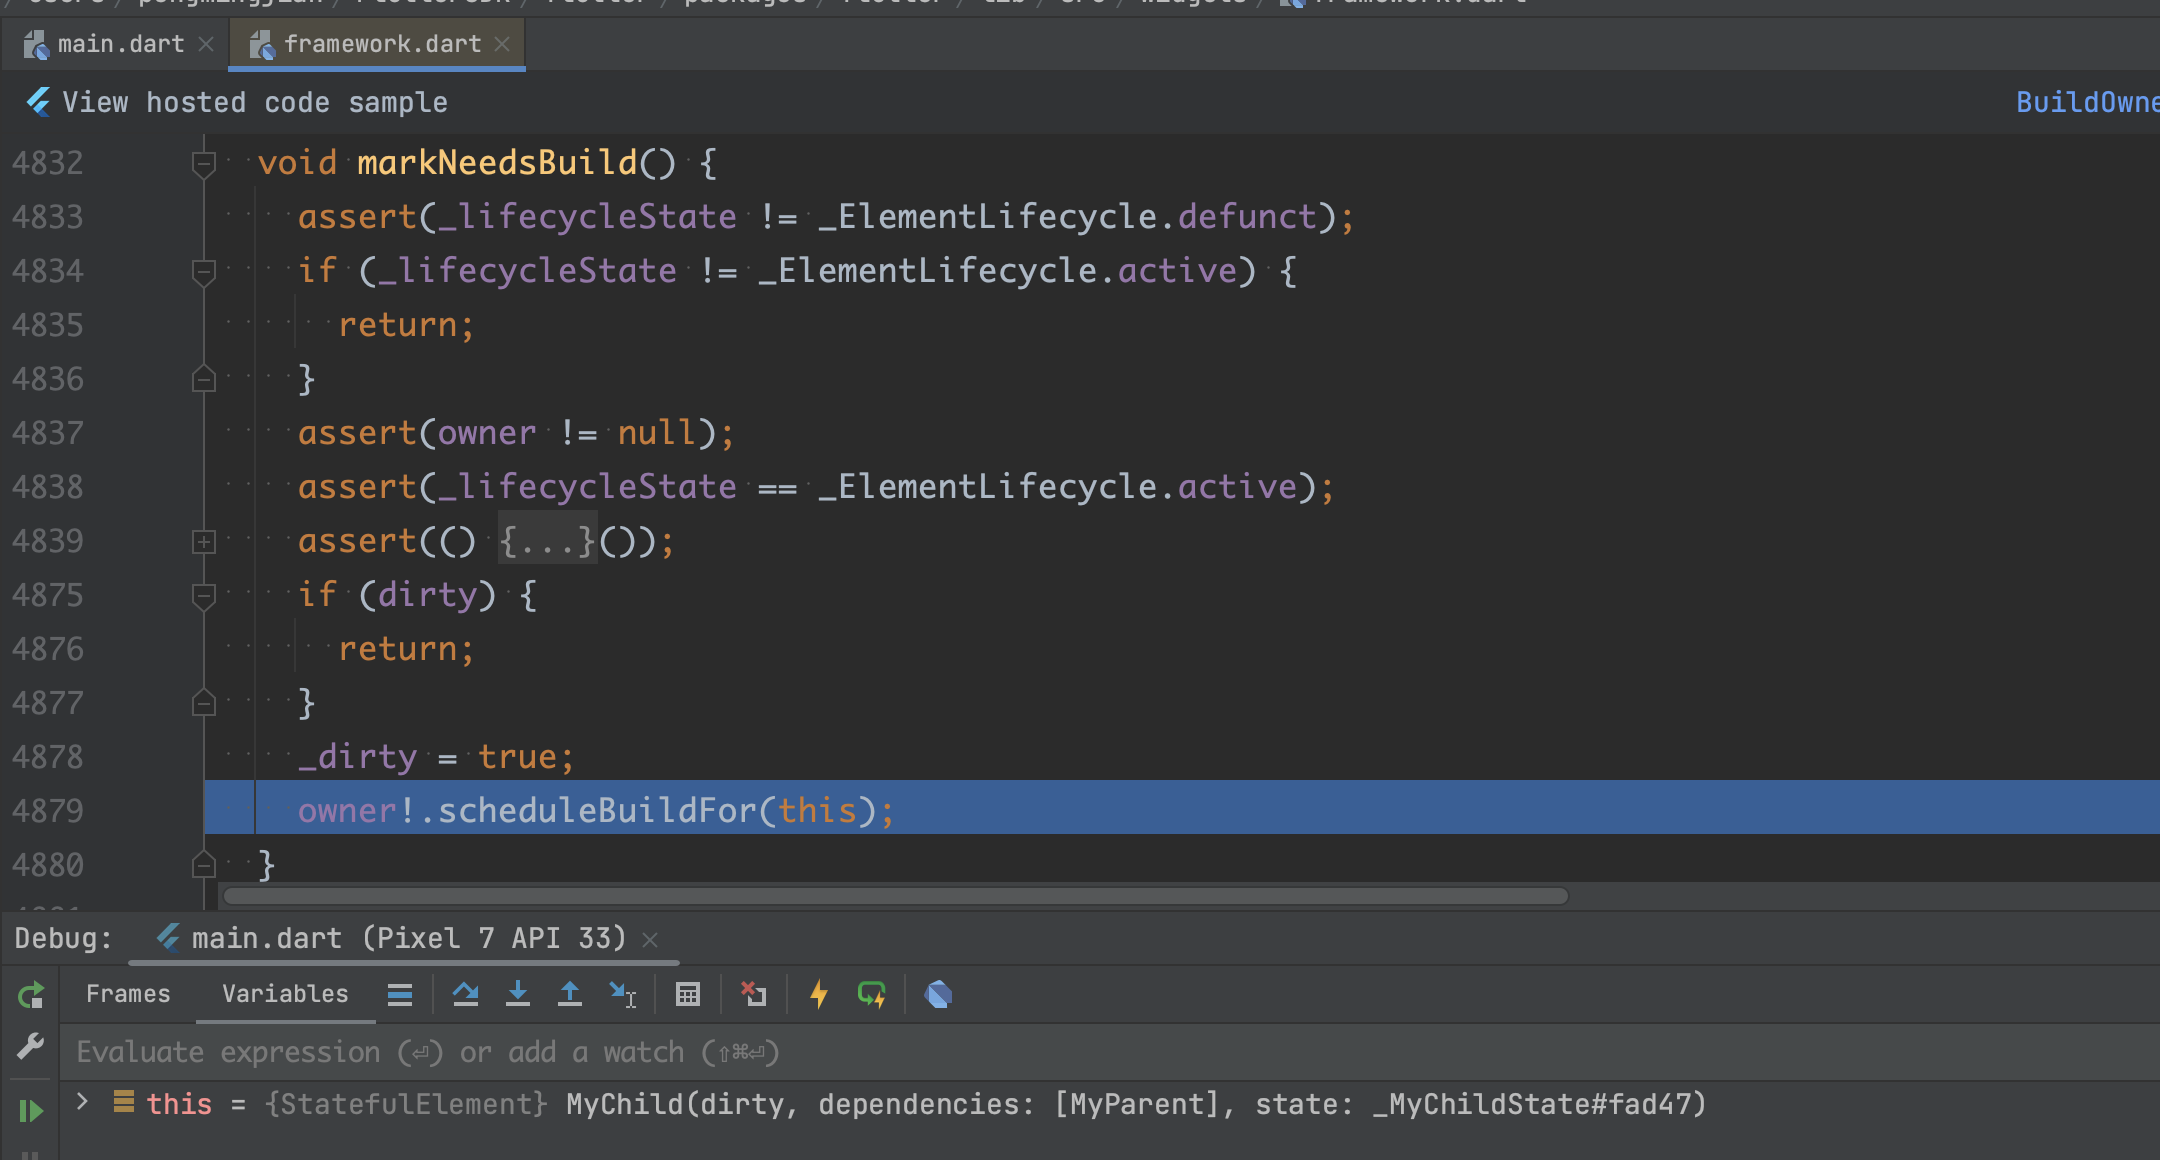 main.dart framework.dart
View hosted code sample BuildOwne
4832 void markNeedsBuild() {
4833 assert(_lifecycleState != _ElementLifecycle.defunct);
4834 if (_lifecycleState != _ElementLifecycle.active) {
4835 return;
4836 }
4837 assert(owner != null);
4838 assert(_lifecycleState == _ElementLifecycle.active);
4839 assert(() {...}());
4875 if (dirty) {
4876 return;
4877 }
4878 _dirty = true;
4879 owner!.scheduleBuildFor(this);
4880 }
Debug: main.dart (Pixel 7 API 33)
Frames Variables
Evaluate expression (⏎) or add a watch (⇧⌘⏎)
this = {StatefulElement} MyChild(dirty, dependencies: [MyParent], state: _MyChildState#fad47)